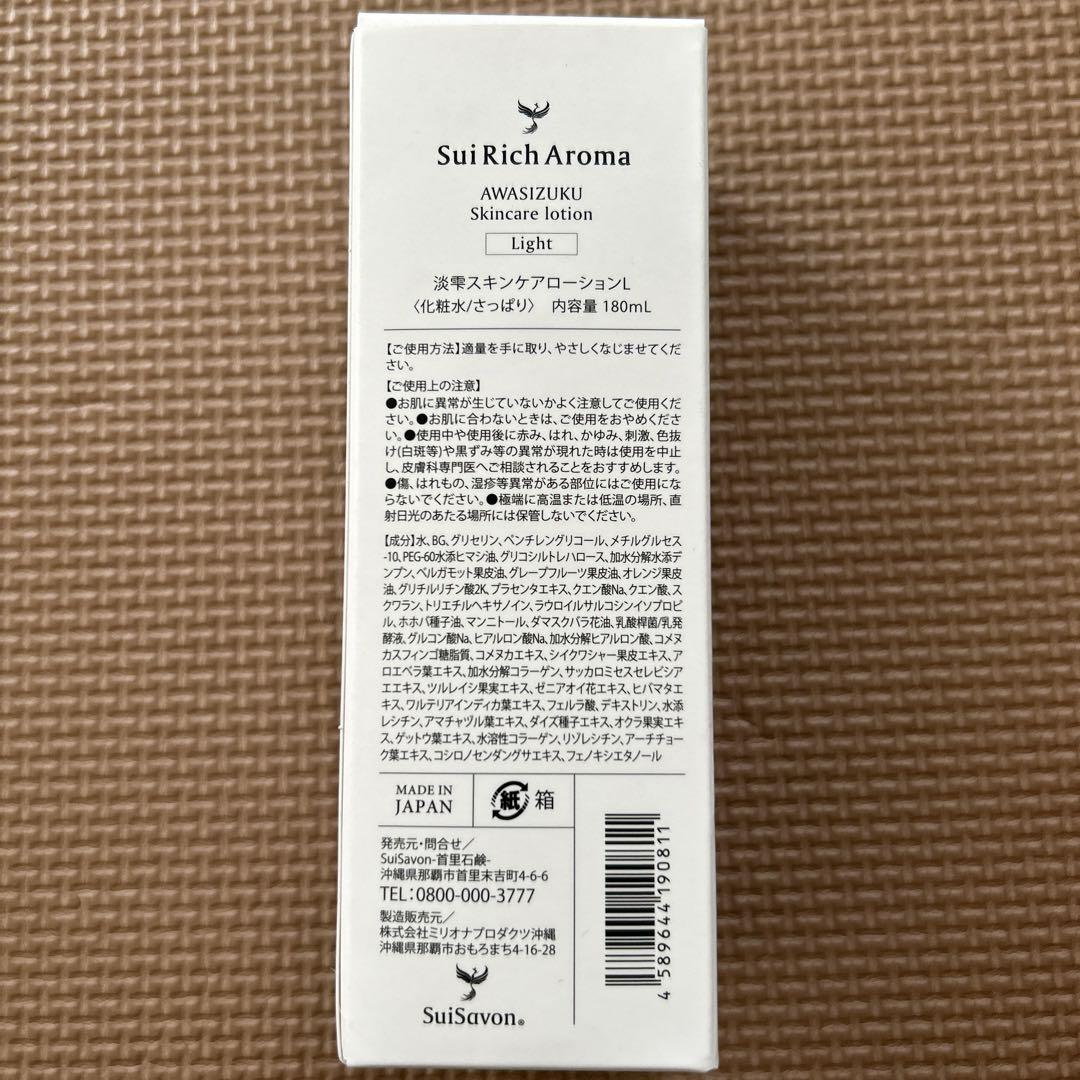 Sui Rich Aroma
AWASIZUKU
Skincare lotion
Light
淡雫スキンケアローションL
〈化粧水/さっぱり〉 内容量 180mL
【ご使用方法】適量を手に取り、やさしくなじませてくだ
さい。
【ご使用上の注意】
●お肌に異常が生じていないかよく注意してご使用くだ
さい。●お肌に合わないときは、ご使用をおやめくださ
い。●使用中や使用後に赤み、はれ、かゆみ、刺激、色抜
け(白斑等)や黒ずみ等の異常が現れた時は使用を中止
し、皮膚科専門医へご相談されることをおすすめします。
●傷、はれもの、湿疹等異常がある部位にはご使用にな
らないでください。●極端に高温または低温の場所、直
射日光のあたる場所には保管しないでください。
【成分】水、BG、グリセリン、ペンチレングリコール、メチルグルセス
-10、PEG-60水添ヒマシ油、グリコシルトレハロース、加水分解水添デ
ンプン、ベルガモット果皮油、グレープフルーツ果皮油、オレンジ果皮
油、グリチルリチン酸2K、プラセンタエキス、クエン酸Na、クエン酸、ス
クワラン、トリエチルヘキサノイン、ラウロイルサルコシンイソプロピ
ル、ホホバ種子油、マンニトール、ダマスクバラ花油、乳酸桿菌/乳発
酵液、グルコン酸Na、ヒアルロン酸Na、加水分解ヒアルロン酸、コメヌ
カスフィンゴ糖脂質、コメヌカエキス、シイクワシャー果皮エキス、ア
ロエベラ葉エキス、加水分解コラーゲン、サッカロミセスセレビシア
エエキス、ツルレイシ果実エキス、ゼニアオイ花エキス、ヒバマタエ
キス、ワルテリアインディカ葉エキス、フェルラ酸、デキストリン、水添
レシチン、アマチャヅル葉エキス、ダイズ種子エキス、オクラ果実エキ
ス、ゲットウ葉エキス、水溶性コラーゲン、リゾレシチン、アーチチョー
ク葉エキス、コシロノセンダングサエキス、フェノキシエタノール
MADE IN
JAPAN
紙 箱
発売元・問合せ/
SuiSavon-首里石鹸-
沖縄県那覇市首里末吉町4-6-6
TEL:0800-000-3777
製造販売元/
株式会社ミリオナプロダクツ沖縄
沖縄県那覇市おもろまち4-16-28
SuiSavon®
4 589644 190811